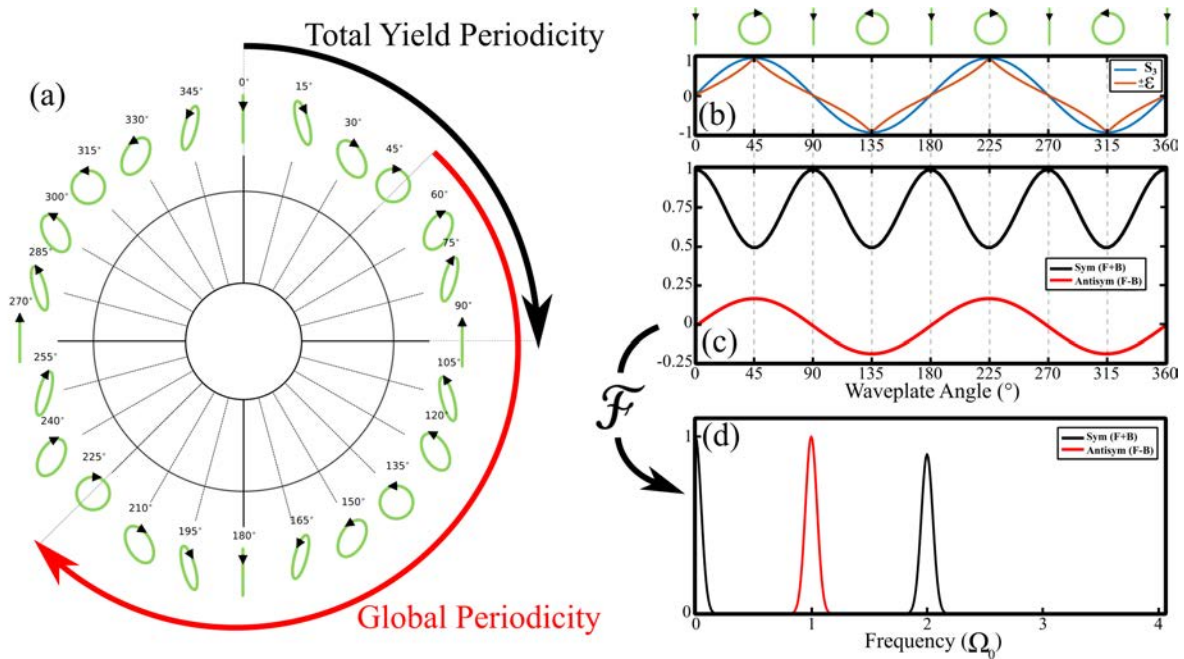 Total Yield Periodicity
(a)
0°
15°
30°
45°
60°
75°
90°
105°
120°
135°
150°
165°
180°
195°
210°
225°
240°
255°
270°
285°
300°
315°
330°
345°
Global Periodicity
1
0
-1
(b)
S₃
±ε
0 45 90 135 180 225 270 315 360
1
0.75
0.5
0.25
0
-0.25
(c)
Sym (F+B)
Antisym (F-B)
0 45 90 135 180 225 270 315 360
Waveplate Angle (°)
ℱ̃
1
0
(d)
Sym (F+B)
Antisym (F-B)
0 1 2 3 4
Frequency (Ω₀)